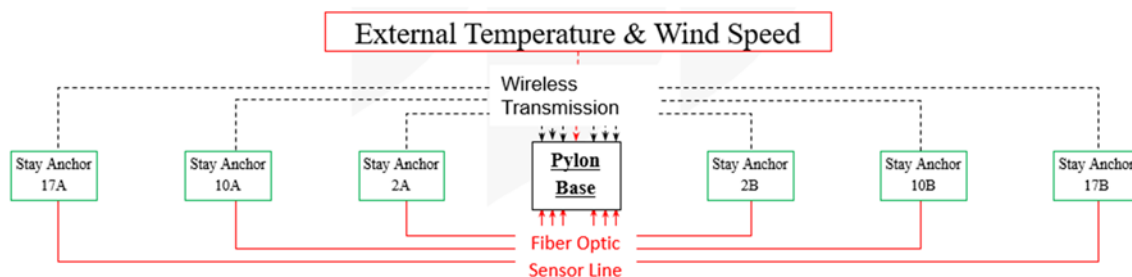 External Temperature & Wind Speed
Wireless
Transmission
Stay Anchor
17A
Stay Anchor
10A
Stay Anchor
2A
Pylon
Base
Stay Anchor
2B
Stay Anchor
10B
Stay Anchor
17B
Fiber Optic
Sensor Line